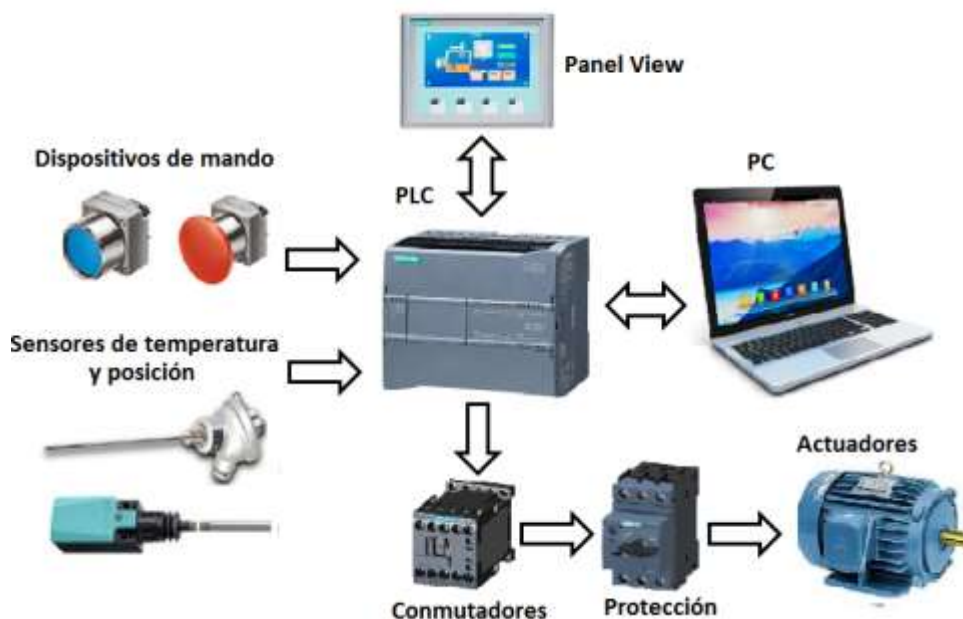 Panel View
Dispositivos de mando
PLC
PC
Sensores de temperatura
y posición
Actuadores
Conmutadores
Protección